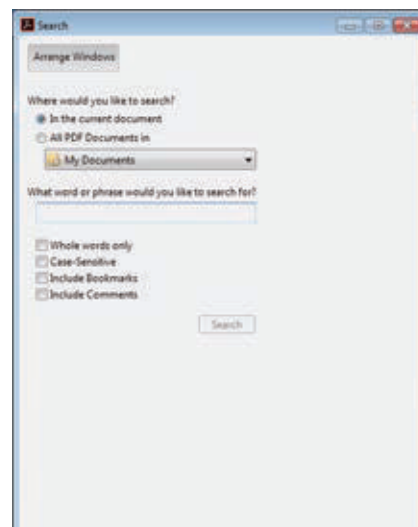 Search
Arrange Windows
Where would you like to search?
In the current document
All PDF Documents in
My Documents
What word or phrase would you like to search for?
Whole words only
Case-Sensitive
Include Bookmarks
Include Comments
Search